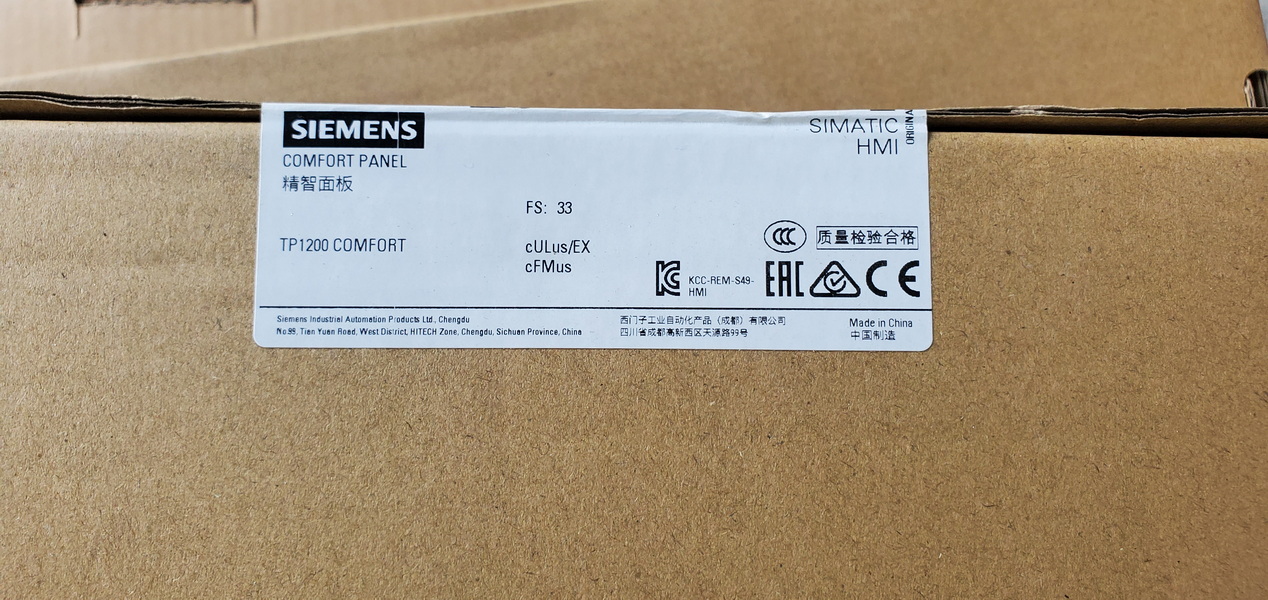 SIEMENS
SIMATIC
HMI
COMFORT PANEL
精智面板
FS: 33
TP1200 COMFORT
cULus/EX
cFMus
CCC
质量检验合格
KCC-REM-S49-
HMI
EAC
CE
Siemens Industrial Automation Products Ltd., Chengdu
No.99, Tian Yuan Road, West District, HITECH Zone, Chengdu, Sichuan Province, China
西门子工业自动化产品（成都）有限公司
四川省成都高新西区天源路99号
Made in China
中国制造